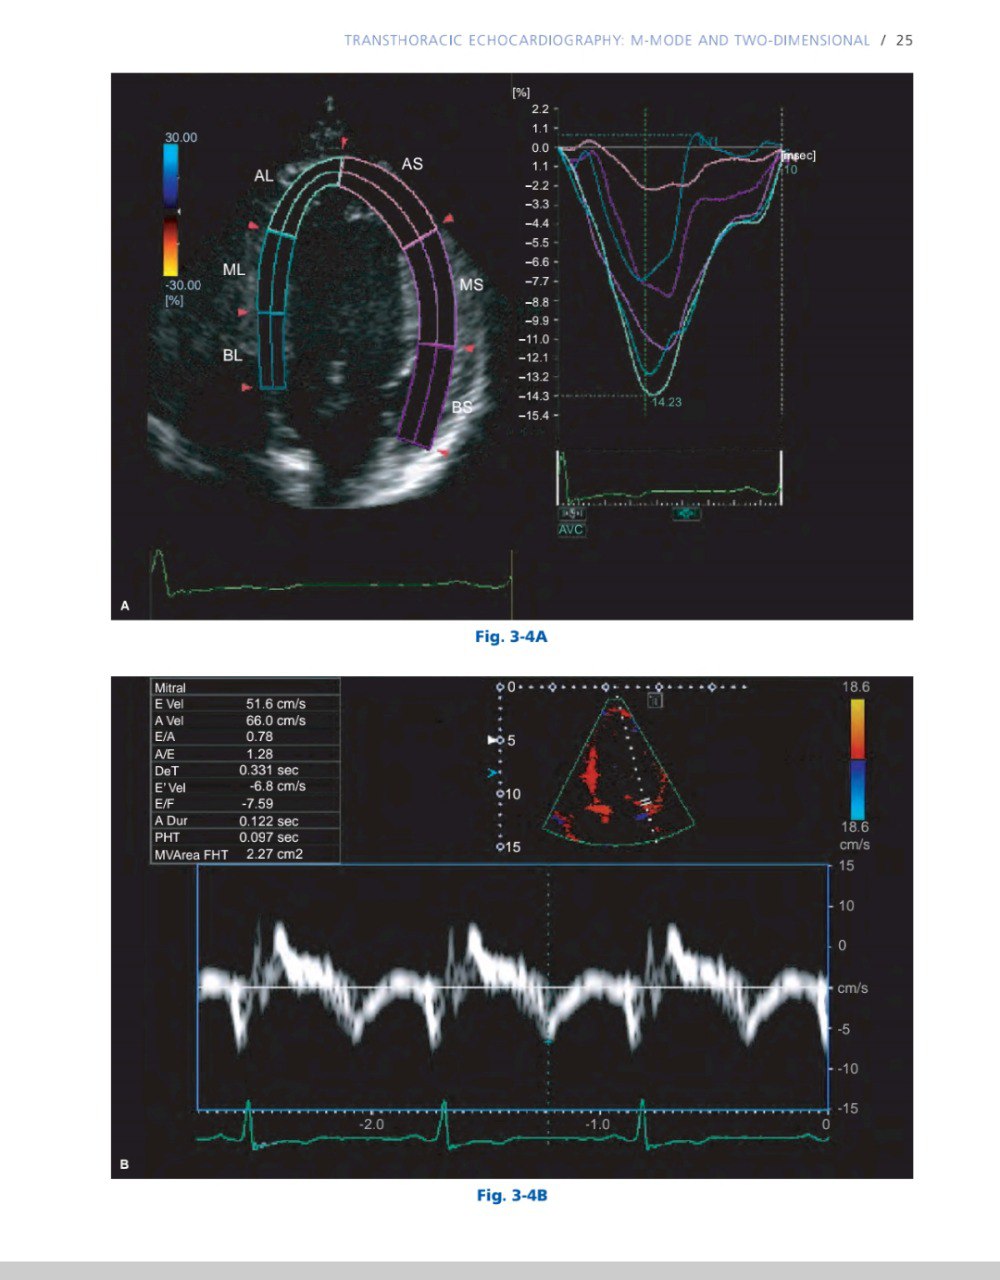 TRANSTHORACIC ECHOCARDIOGRAPHY: M-MODE AND TWO-DIMENSIONAL / 25
[%]
2.2
1.1
0.0
1.1
−2.2
−3.3
−4.4
−5.5
−6.6
−7.7
−8.8
−9.9
−11.0
−12.1
−13.2
−14.3
−15.4
[msec]
14.23
AVC
30.00
-30.00
[%]
AL
AS
ML
MS
BL
BS
A
Fig. 3-4A
Mitral
E Vel 51.6 cm/s
A Vel 66.0 cm/s
E/A 0.78
A/E 1.28
DeT 0.331 sec
E' Vel -6.8 cm/s
E/F -7.59
A Dur 0.122 sec
PHT 0.097 sec
MVArea FHT 2.27 cm2
0
5
10
15
18.6
18.6
cm/s
15
10
0
cm/s
-5
-10
-15
-2.0
-1.0
0
B
Fig. 3-4B